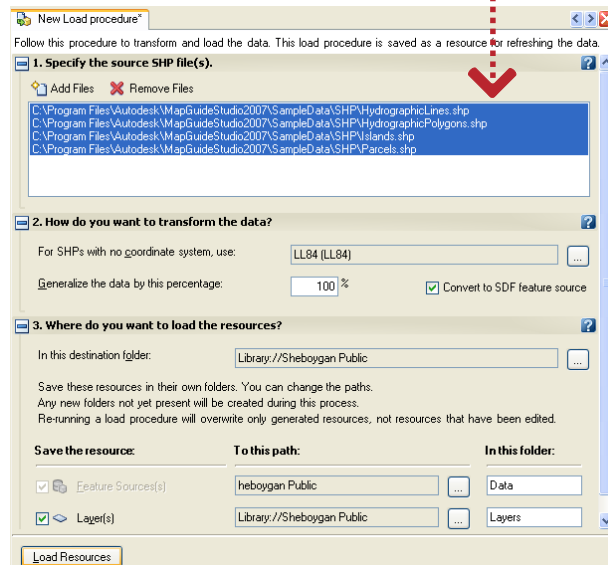 New Load procedure*
Follow this procedure to transform and load the data. This load procedure is saved as a resource for refreshing the data.
1. Specify the source SHP file(s).
Add Files Remove Files
C:\Program Files\Autodesk\MapGuideStudio2007\SampleData\SHP\HydrographicLines.shp
C:\Program Files\Autodesk\MapGuideStudio2007\SampleData\SHP\HydrographicPolygons.shp
C:\Program Files\Autodesk\MapGuideStudio2007\SampleData\SHP\Islands.shp
C:\Program Files\Autodesk\MapGuideStudio2007\SampleData\SHP\Parcels.shp
2. How do you want to transform the data?
For SHPs with no coordinate system, use: LL84 (LL84) ...
Generalize the data by this percentage: 100 % Convert to SDF feature source
3. Where do you want to load the resources?
In this destination folder: Library://Sheboygan Public ...
Save these resources in their own folders. You can change the paths.
Any new folders not yet present will be created during this process.
Re-running a load procedure will overwrite only generated resources, not resources that have been edited.
Save the resource: To this path: In this folder:
Feature Sources(s) heboygan Public ... Data
Layer(s) Library://Sheboygan Public ... Layers
Load Resources